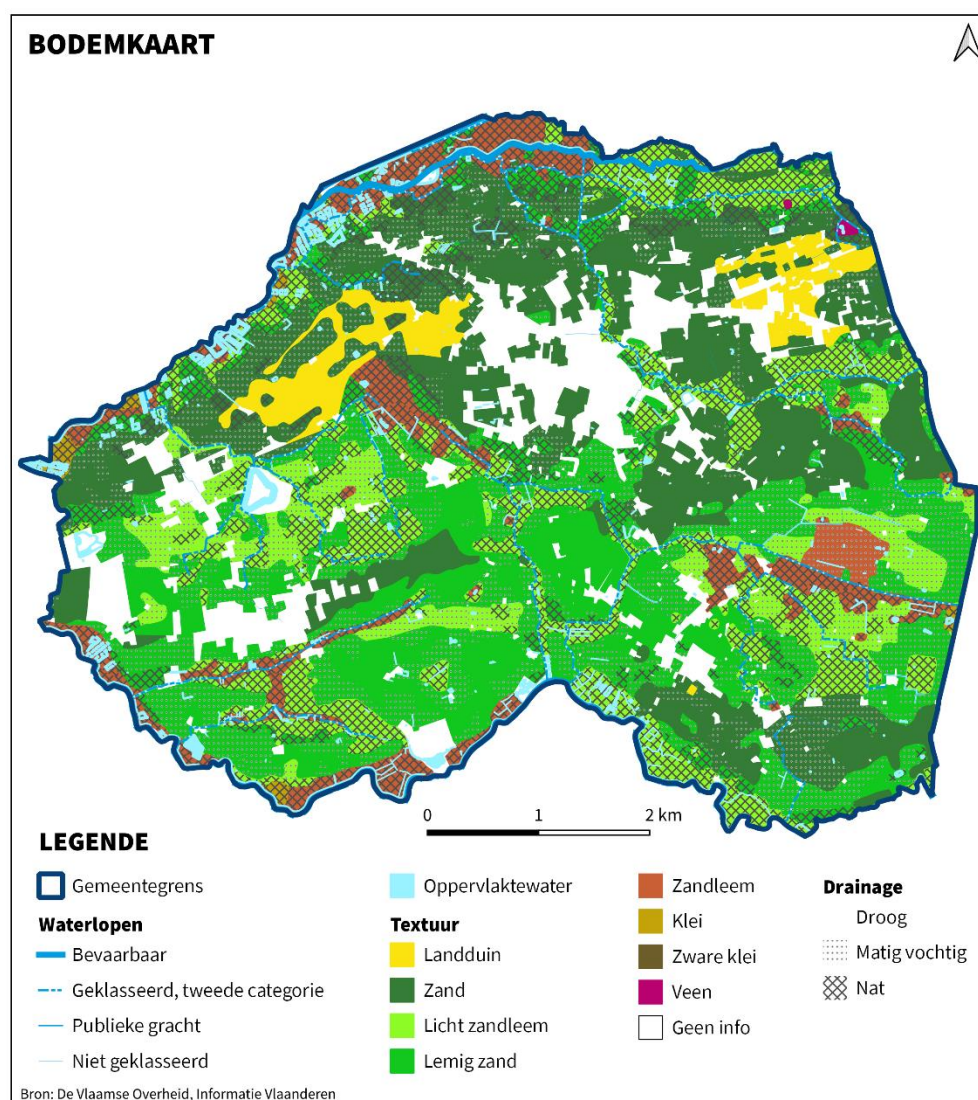 BODEMKAART
0 1 2 km
LEGENDE
Gemeentegrens
Waterlopen
Bevaarbaar
Geklasseerd, tweede categorie
Publieke gracht
Niet geklasseerd
Oppervlaktewater
Textuur
Landduin
Zand
Licht zandleem
Lemig zand
Zandleem
Klei
Zware klei
Veen
Geen info
Drainage
Droog
Matig vochtig
Nat
Bron: De Vlaamse Overheid, Informatie Vlaanderen